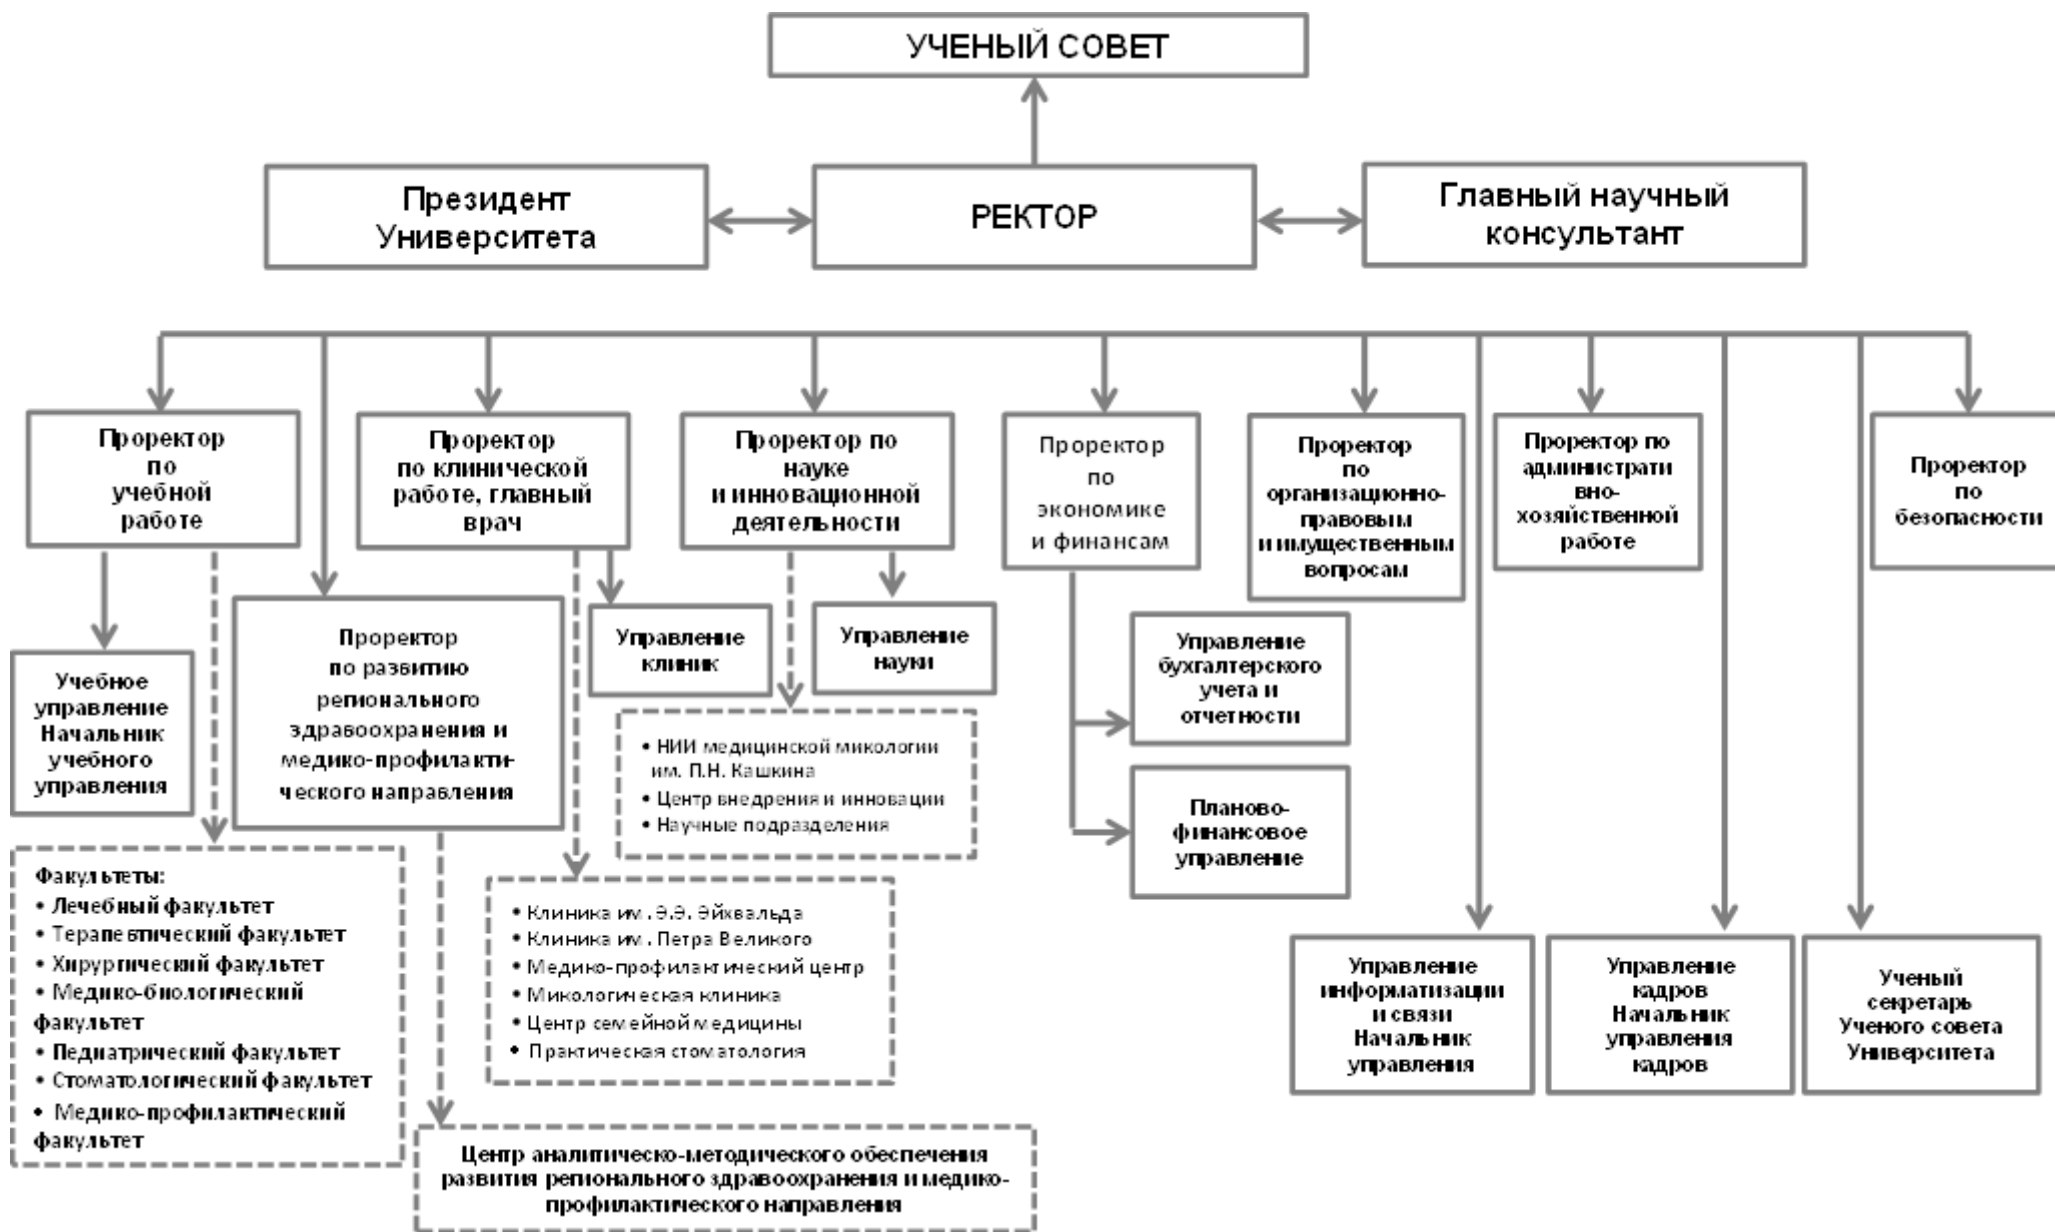 УЧЕНЫЙ СОВЕТ
Президент
Университета
РЕКТОР
Главный научный
консультант
Проректор
по
учебной
работе
Проректор
по клинической
работе, главный
врач
Проректор по
науке
и инновационной
деятельности
Проректор
по
экономике
и финансам
Проректор
по
организационно-
правовым
и имущественным
вопросам
Проректор по
администрати
вно-
хозяйственной
работе
Проректор
по
безопасности
Учебное
управление
Начальник
учебного
управления
Проректор
по развитию
регионального
здравоохранения и
медико-профилакти-
ческого направления
Управление
клиник
Управление
науки
Управление
бухгалтерского
учета и
отчетности
• НИИ медицинской микологии
им. П.Н. Кашкина
• Центр внедрения и инновации
• Научные подразделения
Планово-
финансовое
управление
Факультеты:
• Лечебный факультет
• Терапевтический факультет
• Хирургический факультет
• Медико-биологический
факультет
• Педиатрический факультет
• Стоматологический факультет
• Медико-профилактический
факультет
• Клиника им. Э.Э. Эйхвальда
• Клиника им. Петра Великого
• Медико-профилактический центр
• Микологическая клиника
• Центр семейной медицины
• Практическая стоматология
Управление
информатизации
и связи
Начальник
управления
Управление
кадров
Начальник
управления
кадров
Ученый
секретарь
Ученого совета
Университета
Центр аналитическо-методического обеспечения
развития регионального здравоохранения и медико-
профилактического направления